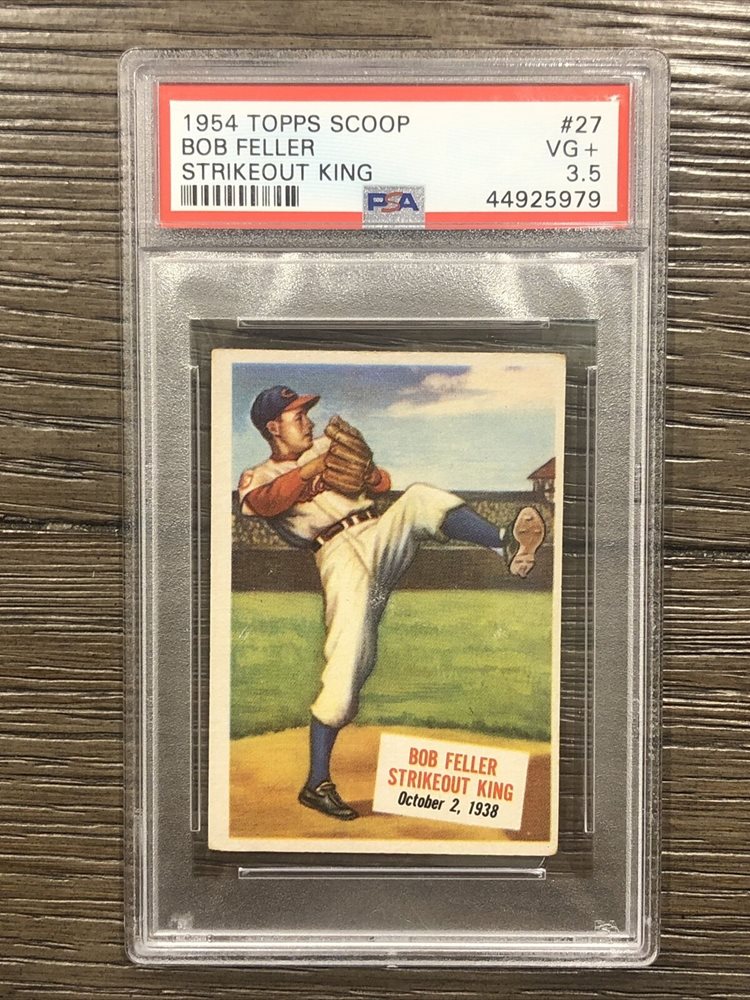 1954 TOPPS SCOOP #27
BOB FELLER VG+
STRIKEOUT KING 3.5
PSA 44925979
C
BOB FELLER
STRIKEOUT KING
October 2, 1938